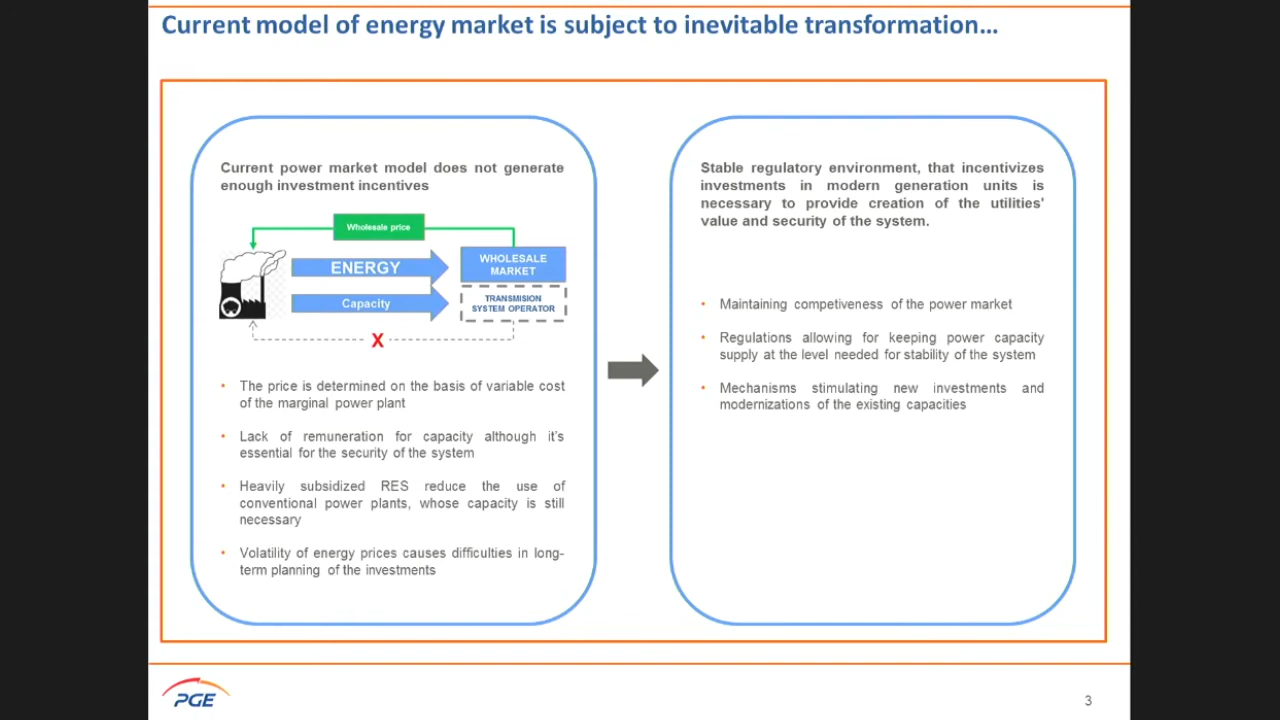 Current model of energy market is subject to inevitable transformation…
Current power market model does not generate
enough investment incentives
Wholesale price
ENERGY
WHOLESALE
MARKET
Capacity
TRANSMISION
SYSTEM OPERATOR
X
• The price is determined on the basis of variable cost
of the marginal power plant
• Lack of remuneration for capacity although it's
essential for the security of the system
• Heavily subsidized RES reduce the use of
conventional power plants, whose capacity is still
necessary
• Volatility of energy prices causes difficulties in long-
term planning of the investments
Stable regulatory environment, that incentivizes
investments in modern generation units is
necessary to provide creation of the utilities'
value and security of the system.
• Maintaining competiveness of the power market
• Regulations allowing for keeping power capacity
supply at the level needed for stability of the system
• Mechanisms stimulating new investments and
modernizations of the existing capacities
PGE
3